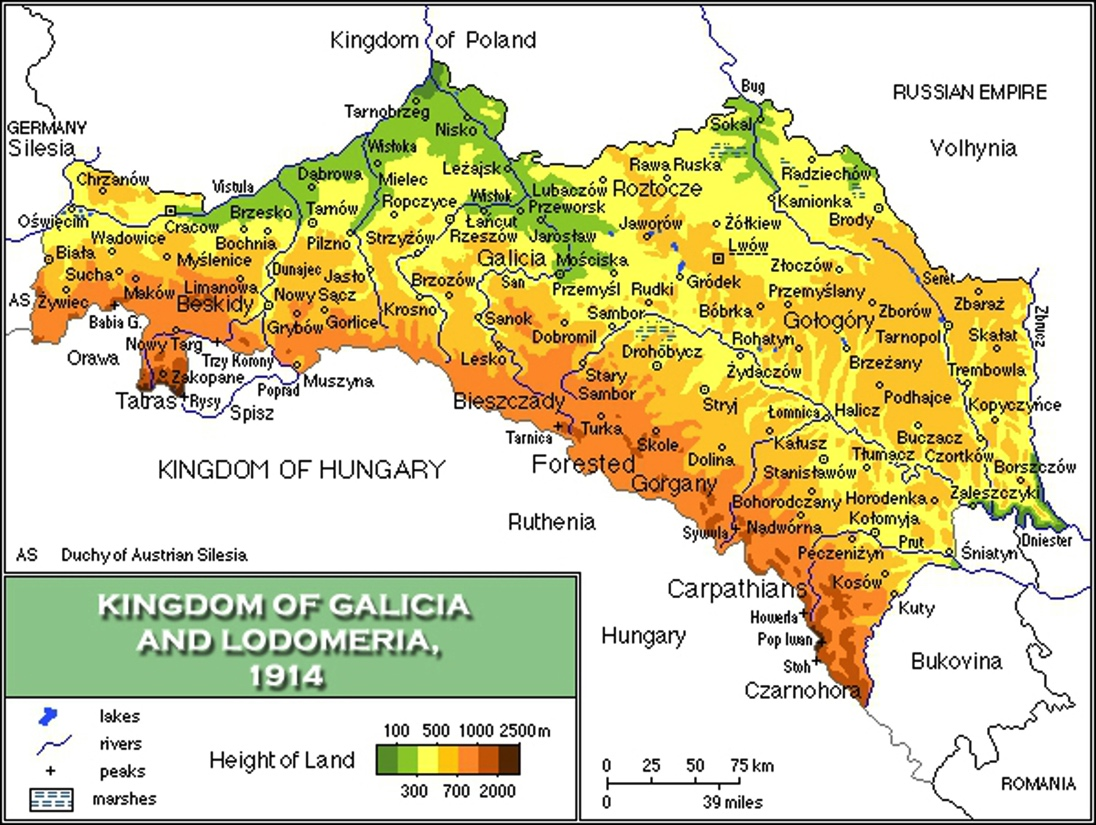 Kingdom of Poland
Bug
RUSSIAN EMPIRE
Tarnobrzeg
Nisko
Sokal
GERMANY
Silesia
Wisłoka
Volhynia
Chrzanów
Vistula
Dąbrowa
Mielec
Leżajsk
Rawa Ruska
Radziechów
Wisłok
Lubaczów
Roztocze
Oświęcim
Cracow
Brzesko
Tarnów
Ropczyce
Łańcut
Przeworsk
Kamionka
Brody
Wadowice
Bochnia
Pilzno
Strzyżów
Rzeszów
Jarosław
Jaworów
Żółkiew
Lwów
Biała
Myślenice
Galicia
Mościska
Złoczów
Sucha
Dunajec
Jasło
Brzozów
San
Przemyśl
Rudki
Gródek
Przemyślany
Seret
AS
Żywiec
Maków
Limanowa
Beskidy
Nowy Sącz
Krosno
Sanok
Sambor
Bóbrka
Gołogóry
Zborów
Zbaraż
Zbrucz
Babia G.
Grybów
Gorlice
Dobromil
Rohatyn
Tarnopol
Skałat
Orawa
Nowy Targ
Trzy Korony
Lesko
Drohóbycz
Żydaczów
Brzeżany
Trembowla
Zakopane
Poprad
Muszyna
Stary
Sambor
Tatras
Rysy
Spisz
Bieszczady
Stryj
Łomnica
Halicz
Podhajce
Kopyczyńce
Tarnica
Turka
Skole
Kałusz
Buczacz
KINGDOM OF HUNGARY
Forested
Dolina
Stanisławów
Tłumacz
Czortków
Borszczów
Gorgany
Bohorodczany
Horodenka
Zaleszczyki
Ruthenia
Sywula
Nadwórna
Kołomyja
Dniester
AS Duchy of Austrian Silesia
Peczeniżyn
Prut
Śniatyn
Carpathians
Kosów
Howerla
Kuty
Hungary
Pop Iwan
Stoh
Bukovina
Czarnohora
ROMANIA
KINGDOM OF GALICIA
AND LODOMERIA,
1914
lakes
rivers
peaks
marshes
Height of Land
100 500 1000 2500m
300 700 2000
0 25 50 75 km
0 39 miles